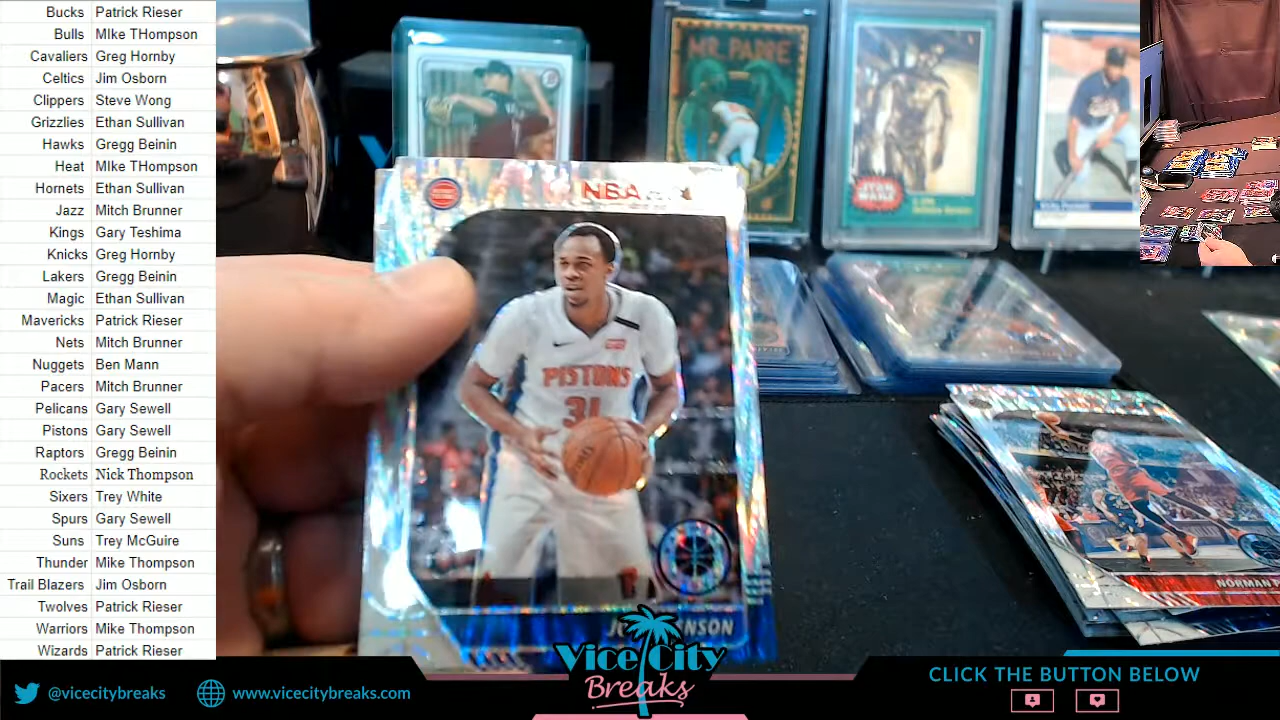 Bucks Patrick Rieser
Bulls MIke THompson
Cavaliers Greg Hornby
Celtics Jim Osborn
Clippers Steve Wong
Grizzlies Ethan Sullivan
Hawks Gregg Beinin
Heat MIke THompson
Hornets Ethan Sullivan
Jazz Mitch Brunner
Kings Gary Teshima
Knicks Greg Hornby
Lakers Gregg Beinin
Magic Ethan Sullivan
Mavericks Patrick Rieser
Nets Mitch Brunner
Nuggets Ben Mann
Pacers Mitch Brunner
Pelicans Gary Sewell
Pistons Gary Sewell
Raptors Gregg Beinin
Rockets Nick Thompson
Sixers Trey White
Spurs Gary Sewell
Suns Trey McGuire
Thunder Mike Thompson
Trail Blazers Jim Osborn
Twolves Patrick Rieser
Warriors Mike Thompson
Wizards Patrick Rieser
MR. PADRE
STAR WARS
NBA
PISTONS
31
NORMAN
Vice City
Breaks
@vicecitybreaks
www.vicecitybreaks.com
CLICK THE BUTTON BELOW